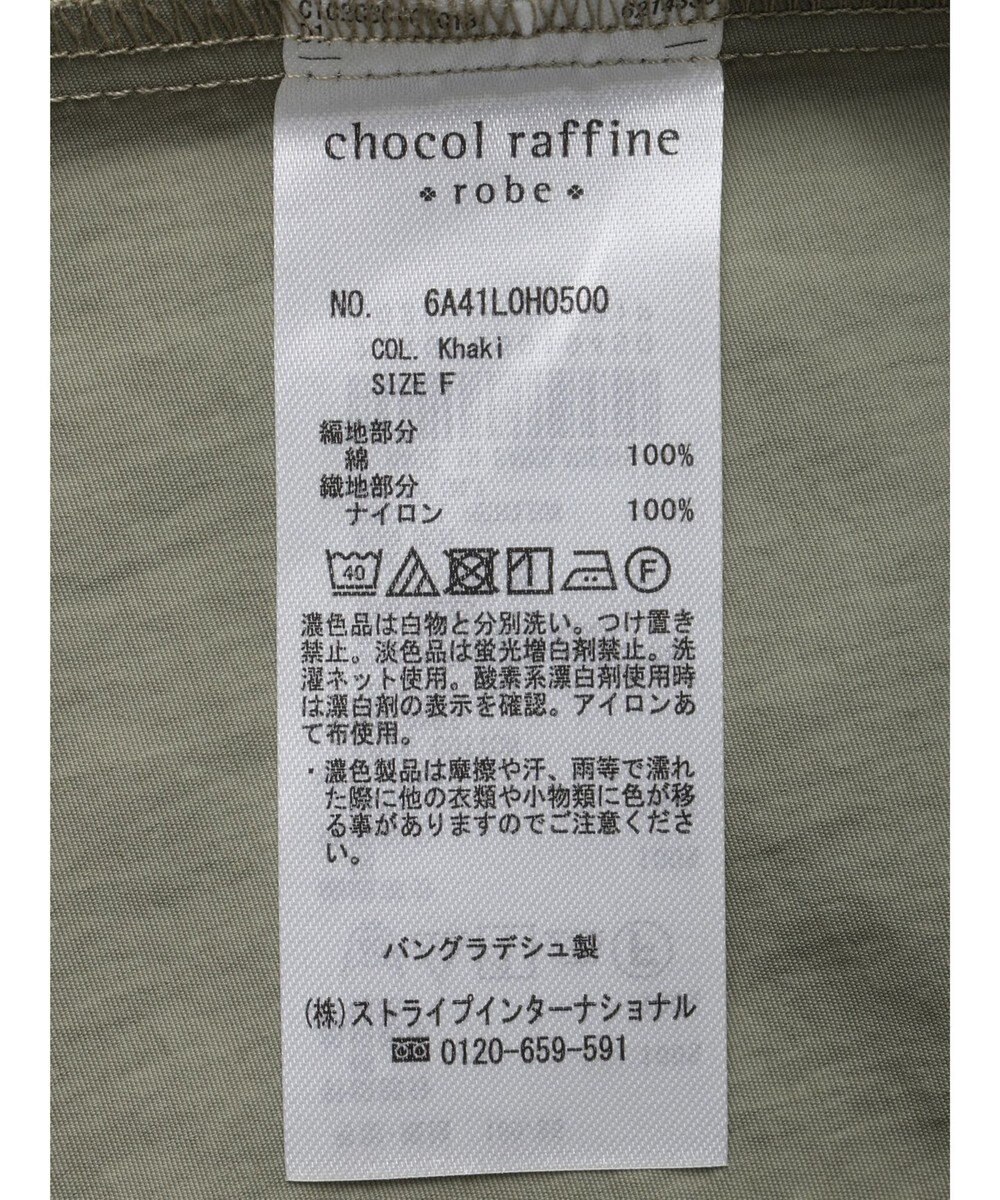 chocol raffine
robe
NO. 6A41L0H0500
COL. Khaki
SIZE F
編地部分
綿 100%
織地部分
ナイロン 100%
40 F
濃色品は白物と分別洗い。つけ置き
禁止。淡色品は蛍光増白剤禁止。洗
濯ネット使用。酸素系漂白剤使用時
は漂白剤の表示を確認。アイロンあ
て布使用。
・濃色製品は摩擦や汗、雨等で濡れ
た際に他の衣類や小物類に色が移
る事がありますのでご注意くださ
い。
バングラデシュ製
(株)ストライプインターナショナル
0120-659-591